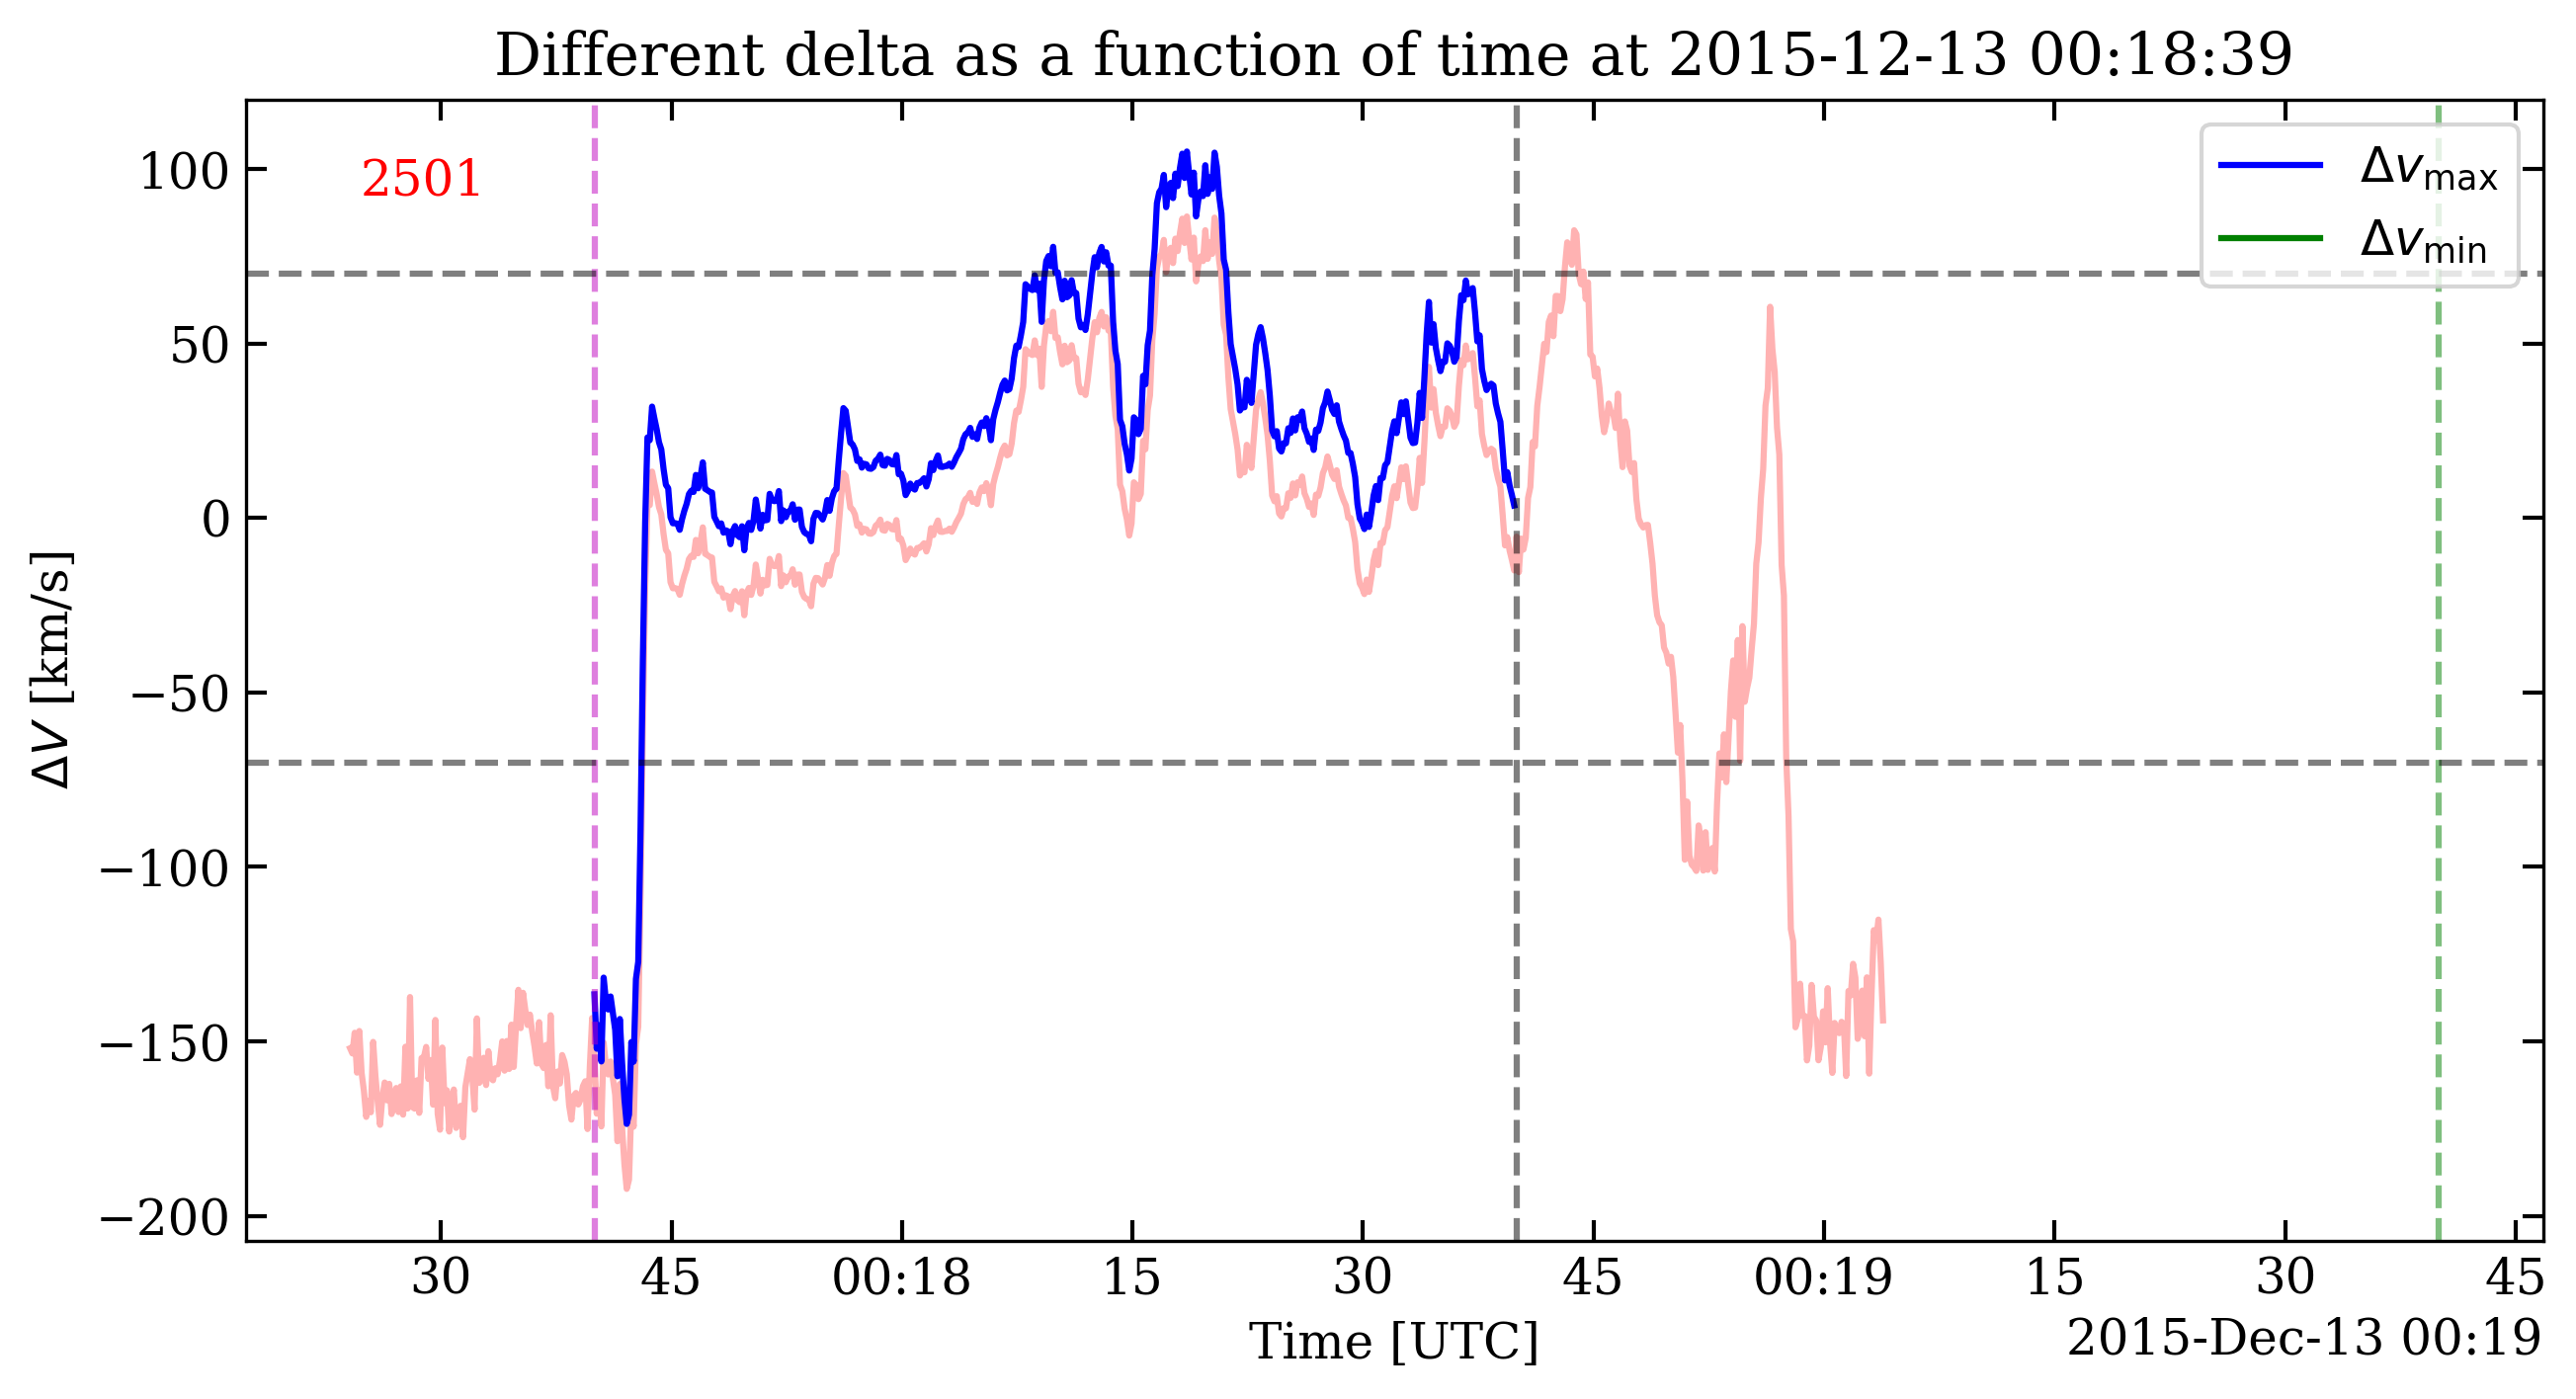 Different delta as a function of time at 2015-12-13 00:18:39
2501
Δv_max
Δv_min
100
50
0
−50
−100
−150
−200
ΔV [km/s]
30 45 00:18 15 30 45 00:19 15 30 45
Time [UTC]
2015-Dec-13 00:19